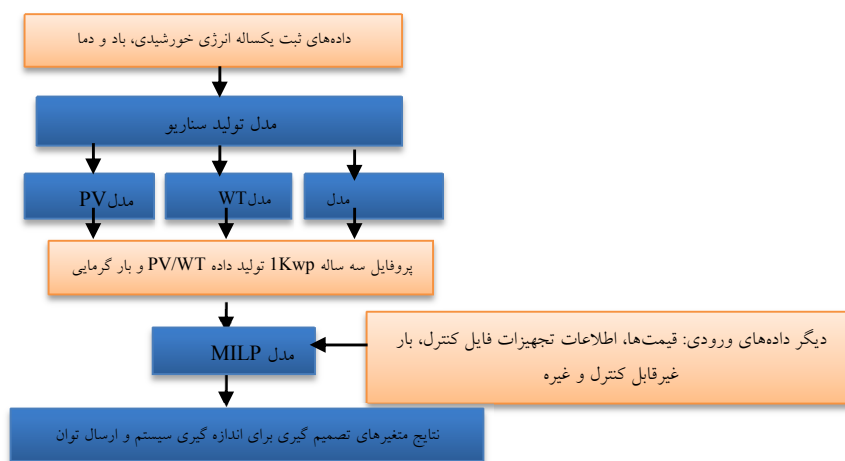 داده‌های ثبت یکساله انرژی خورشیدی، باد و دما
مدل تولید سناریو
مدل
مدل WT
مدل PV
پروفایل سه ساله 1Kwp تولید داده PV/WT و بار گرمایی
مدل MILP
دیگر داده‌های ورودی: قیمت‌ها، اطلاعات تجهیزات فایل کنترل، بار
غیرقابل کنترل و غیره
نتایج متغیرهای تصمیم گیری برای اندازه گیری سیستم و ارسال توان